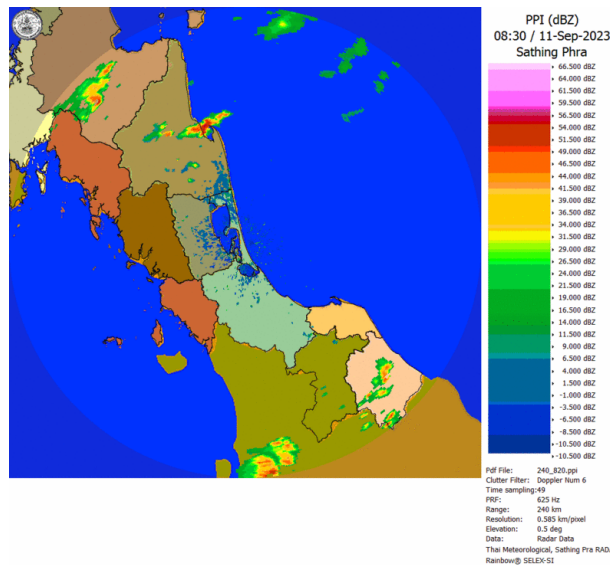 PPI (dBZ)
08:30 / 11-Sep-2023
Sathing Phra
66.500 dBZ
64.000 dBZ
61.500 dBZ
59.500 dBZ
56.500 dBZ
54.000 dBZ
51.500 dBZ
49.000 dBZ
46.500 dBZ
44.000 dBZ
41.500 dBZ
39.000 dBZ
36.500 dBZ
34.000 dBZ
31.500 dBZ
29.000 dBZ
26.500 dBZ
24.000 dBZ
21.500 dBZ
19.000 dBZ
16.500 dBZ
14.000 dBZ
11.500 dBZ
9.000 dBZ
6.500 dBZ
4.000 dBZ
1.500 dBZ
-1.000 dBZ
-3.500 dBZ
-6.500 dBZ
-8.500 dBZ
-10.500 dBZ
-10.500 dBZ
Pdf File: 240_820.ppi
Clutter Filter: Doppler Num 6
Time sampling:49
PRF: 625 Hz
Range: 240 km
Resolution: 0.585 km/pixel
Elevation: 0.5 deg
Data: Radar Data
Thai Meteorological, Sathing Pra RAD
Rainbow® SELEX-SI